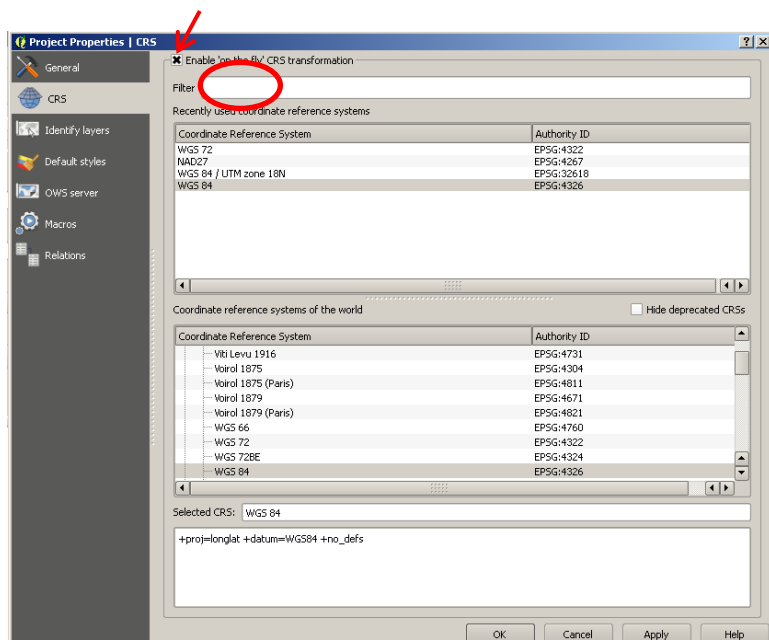 Project Properties | CRS
General
CRS
Identify layers
Default styles
OWS server
Macros
Relations
Enable 'on the fly' CRS transformation
Filter
Recently used coordinate reference systems
Coordinate Reference System Authority ID
WGS 72 EPSG:4322
NAD27 EPSG:4267
WGS 84 / UTM zone 18N EPSG:32618
WGS 84 EPSG:4326
Coordinate reference systems of the world Hide deprecated CRSs
Coordinate Reference System Authority ID
Viti Levu 1916 EPSG:4731
Voirol 1875 EPSG:4304
Voirol 1875 (Paris) EPSG:4811
Voirol 1879 EPSG:4671
Voirol 1879 (Paris) EPSG:4821
WGS 66 EPSG:4760
WGS 72 EPSG:4322
WGS 72BE EPSG:4324
WGS 84 EPSG:4326
Selected CRS: WGS 84
+proj=longlat +datum=WGS84 +no_defs
OK Cancel Apply Help